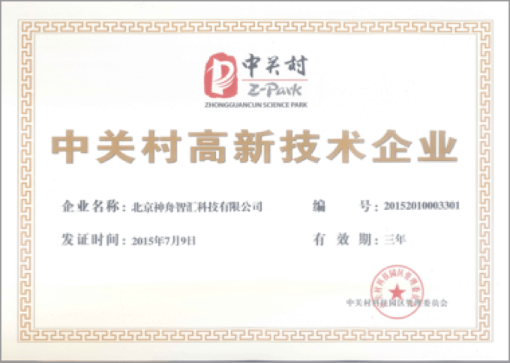 中关村
Z-Park
ZHONGGUANCUN SCIENCE PARK
中关村高新技术企业
企业名称：北京神舟智汇科技有限公司 编 号：20152010003301
发证时间：2015年7月9日 有 效 期：三年
中关村科技园区管理委员会